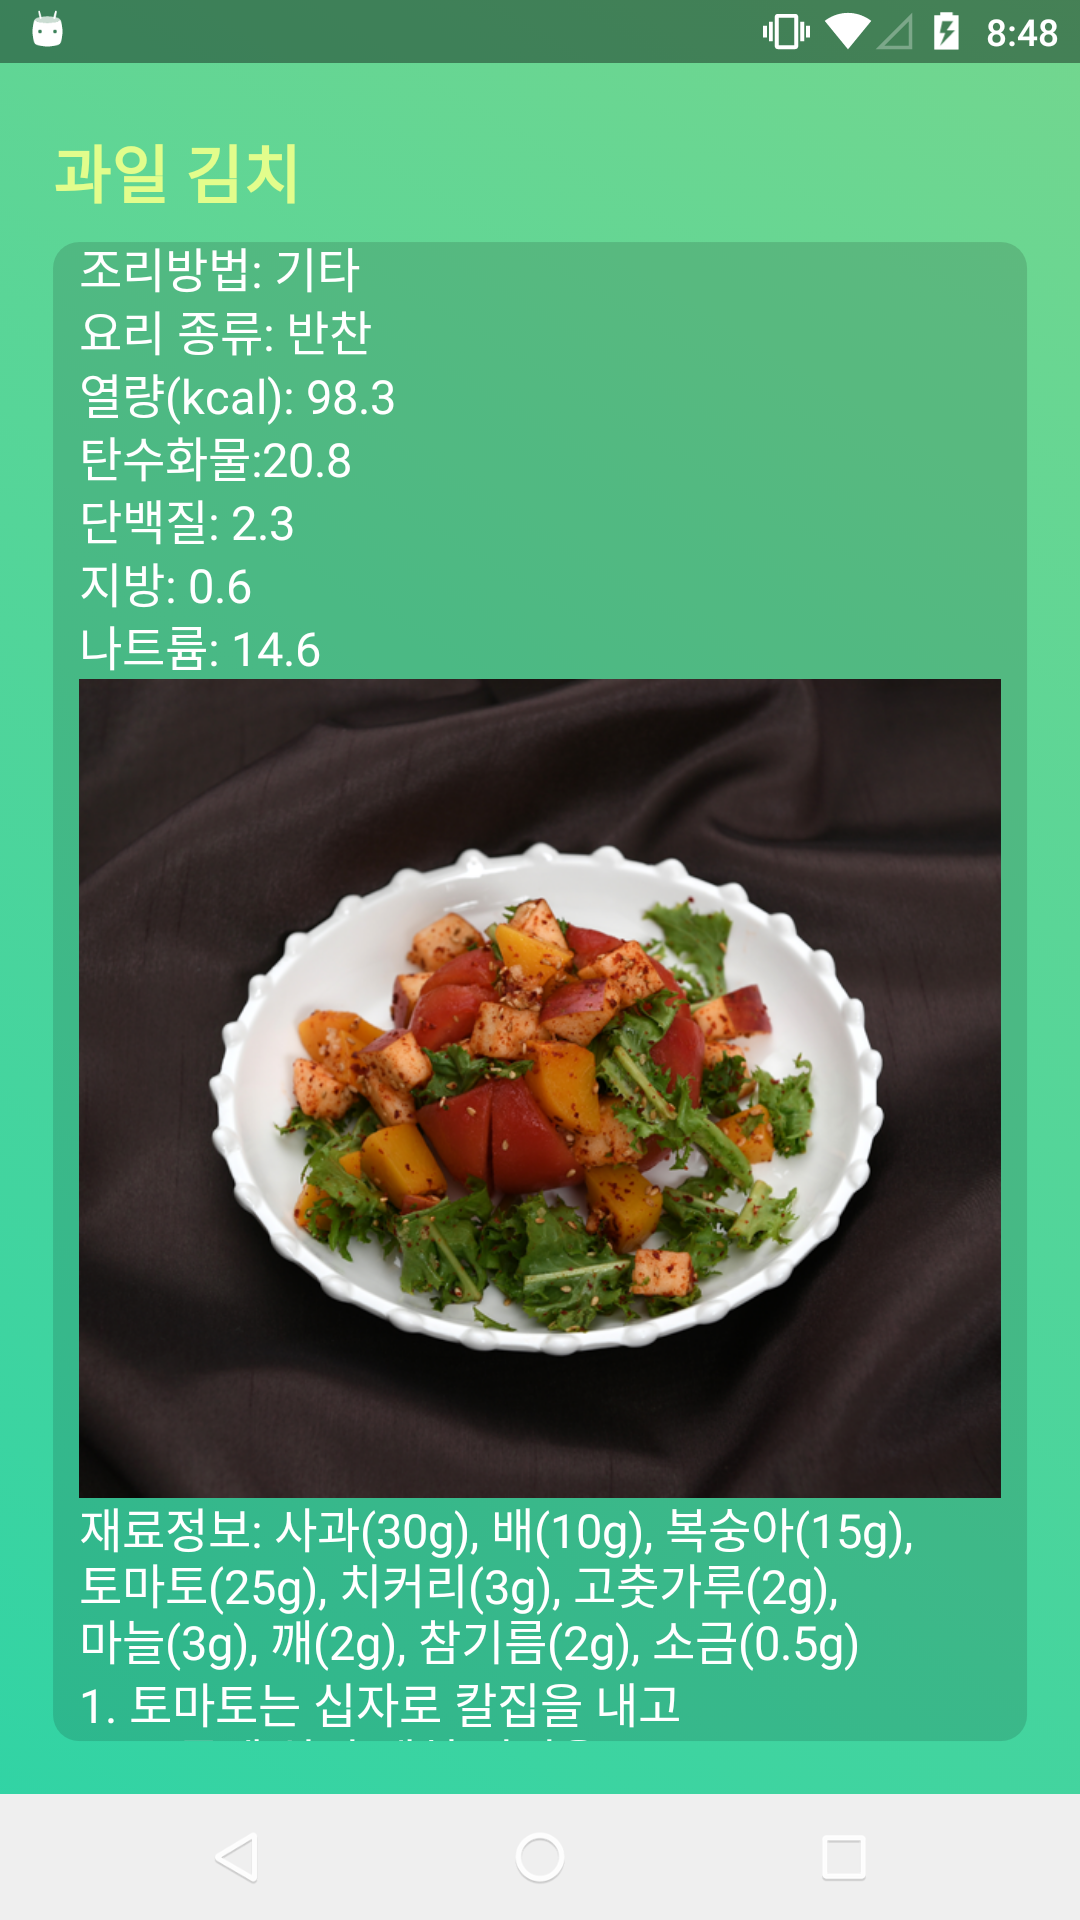 8:48
과일 김치
조리방법: 기타
요리 종류: 반찬
열량(kcal): 98.3
탄수화물:20.8
단백질: 2.3
지방: 0.6
나트륨: 14.6
재료정보: 사과(30g), 배(10g), 복숭아(15g),
토마토(25g), 치커리(3g), 고춧가루(2g),
마늘(3g), 깨(2g), 참기름(2g), 소금(0.5g)
1. 토마토는 십자로 칼집을 내고